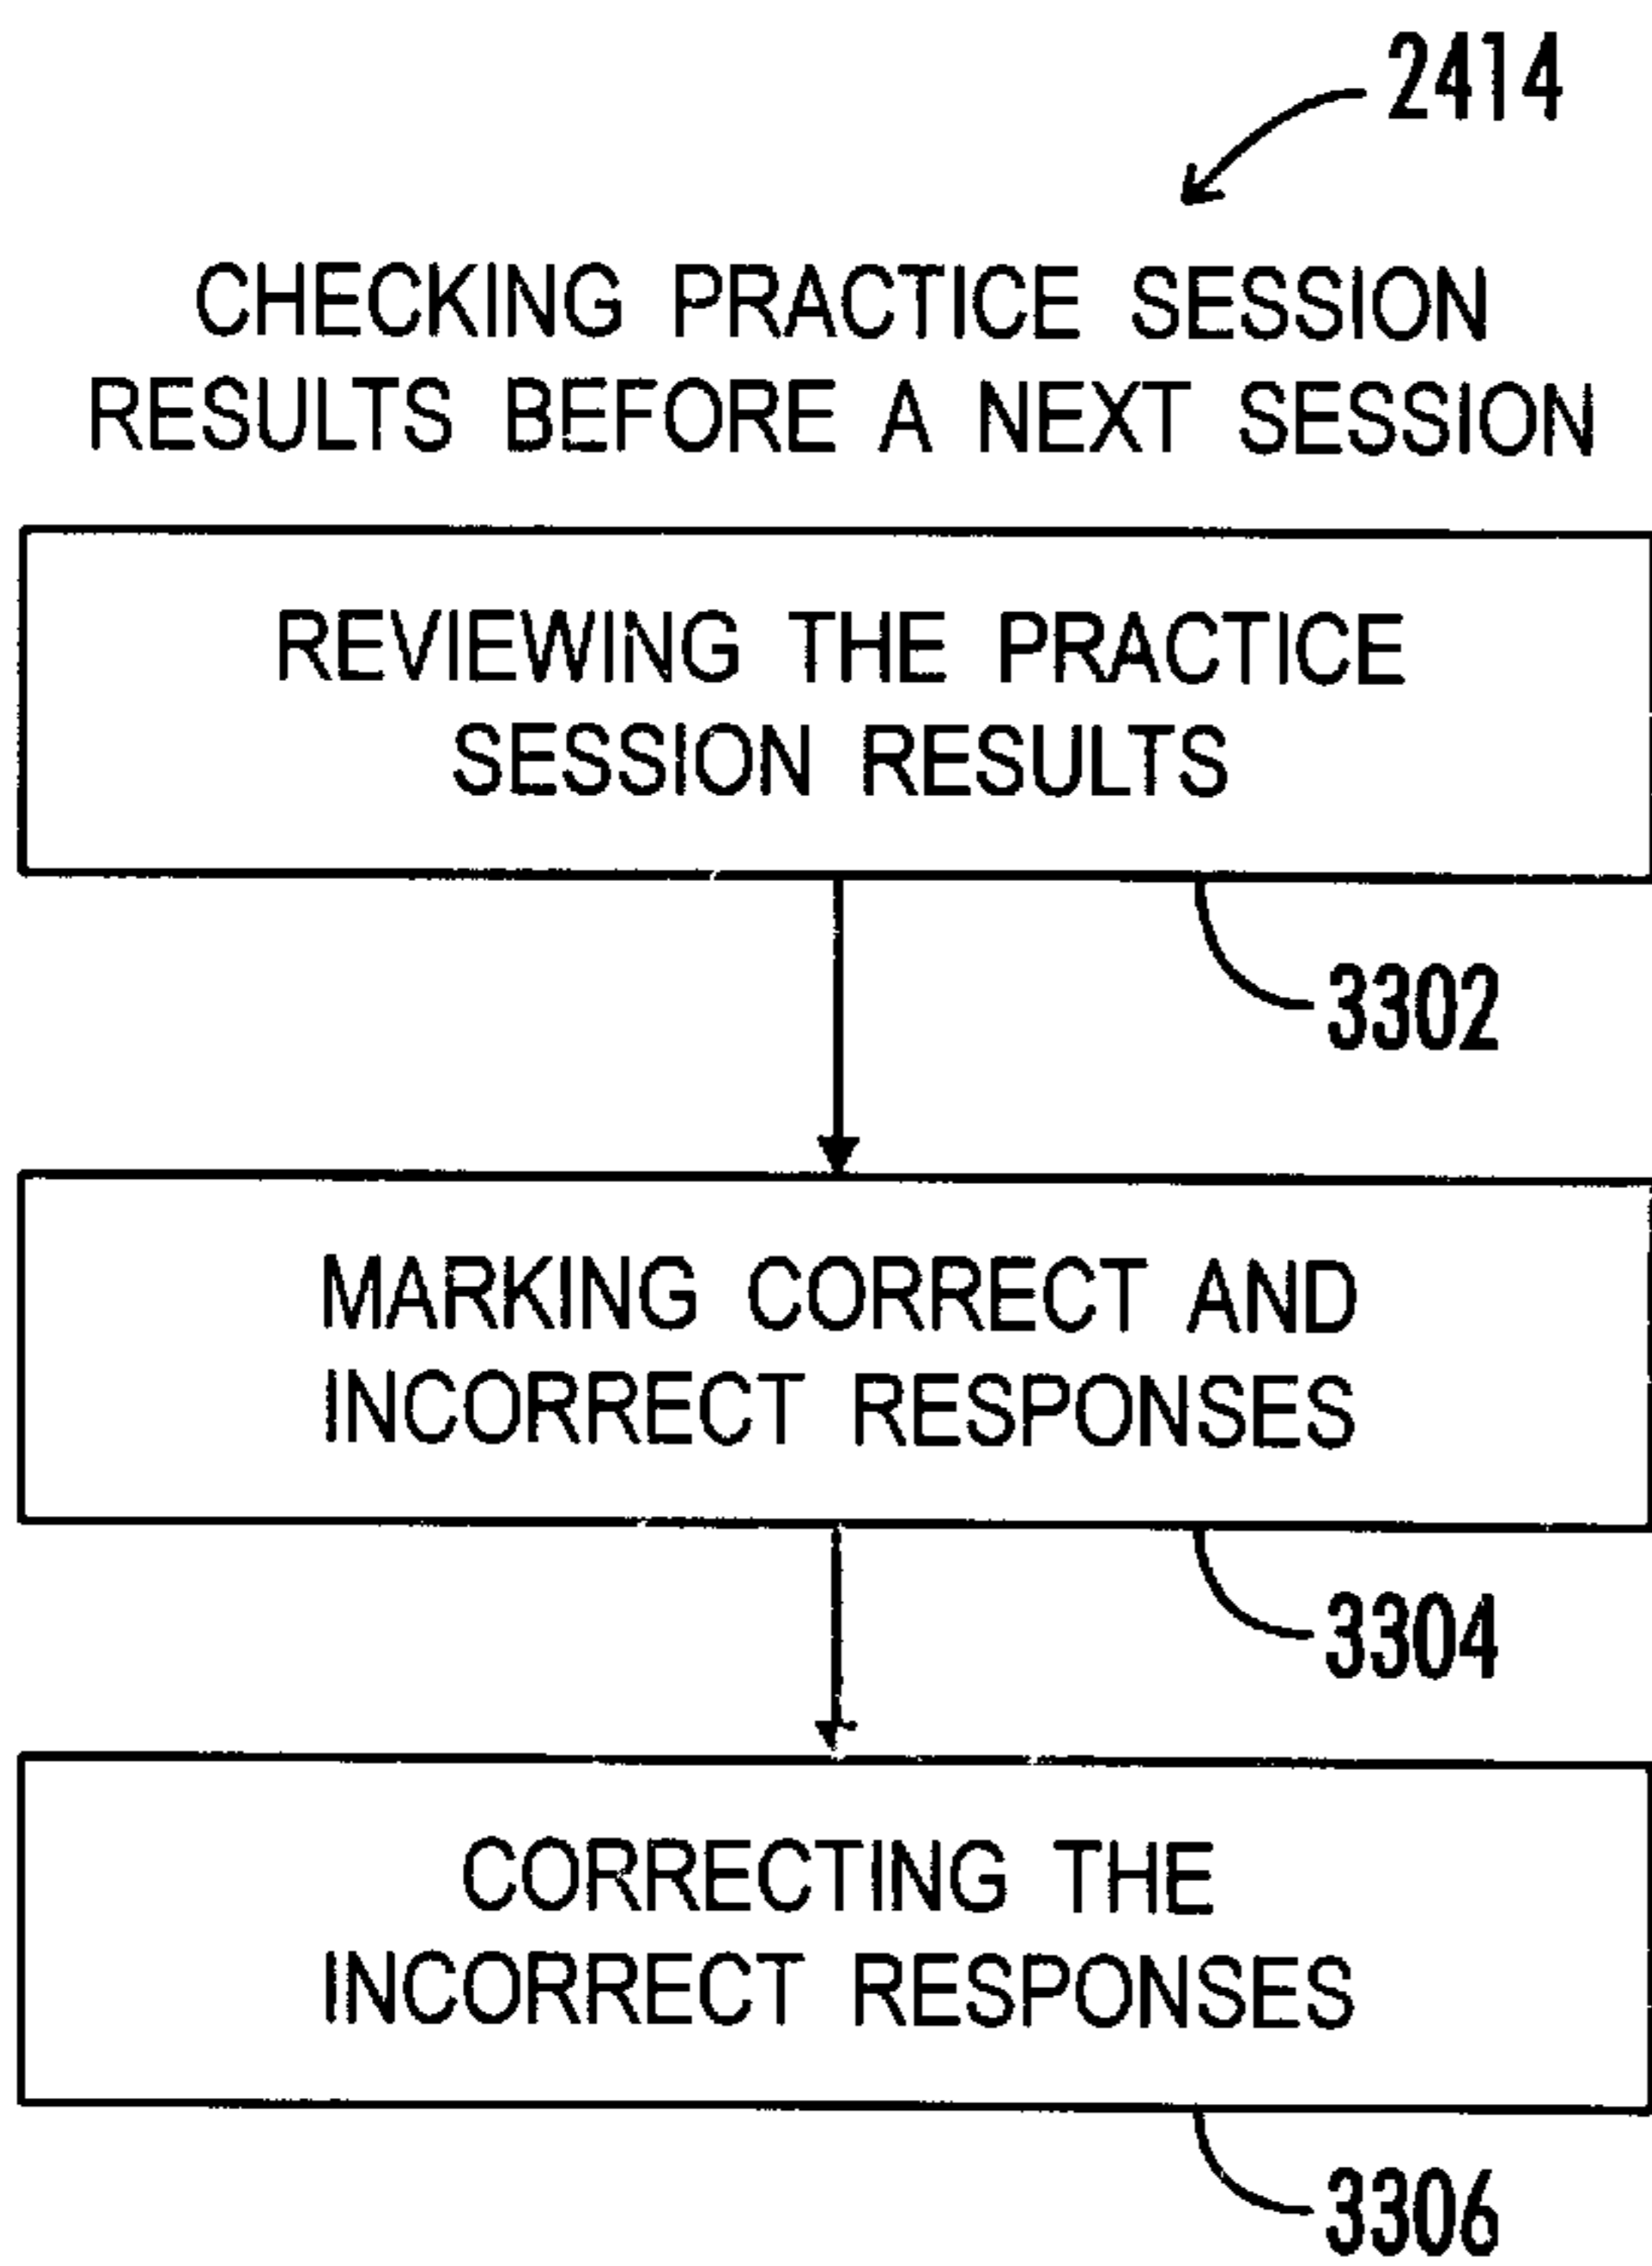 2414
CHECKING PRACTICE SESSION
RESULTS BEFORE A NEXT SESSION
REVIEWING THE PRACTICE
SESSION RESULTS
3302
MARKING CORRECT AND
INCORRECT RESPONSES
3304
CORRECTING THE
INCORRECT RESPONSES
3306